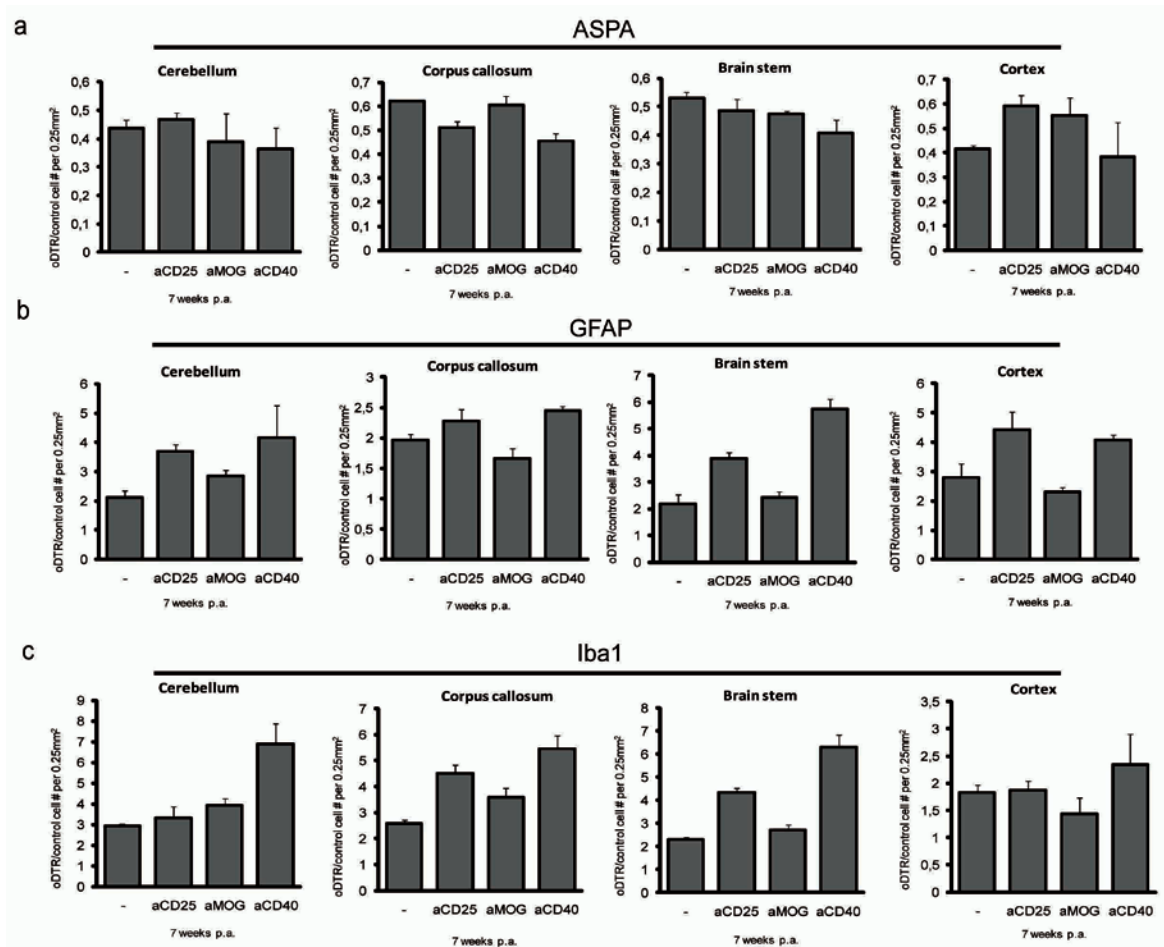 a
ASPA
Cerebellum
oDTR/control cell # per 0.25mm²
0,6
0,5
0,4
0,3
0,2
0,1
0
- aCD25 aMOG aCD40
7 weeks p.a.
Corpus callosum
oDTR/control cell # per 0.25mm²
0,7
0,6
0,5
0,4
0,3
0,2
0,1
0
- aCD25 aMOG aCD40
7 weeks p.a.
Brain stem
oDTR/control cell # per 0.25mm²
0,6
0,5
0,4
0,3
0,2
0,1
0
- aCD25 aMOG aCD40
7 weeks p.a.
Cortex
oDTR/control cell # per 0.25mm²
0,7
0,6
0,5
0,4
0,3
0,2
0,1
0
- aCD25 aMOG aCD40
7 weeks p.a.
b
GFAP
Cerebellum
oDTR/control cell # per 0.25mm²
6
5
4
3
2
1
0
- aCD25 aMOG aCD40
7 weeks p.a.
Corpus callosum
oDTR/control cell # per 0.25mm²
3
2,5
2
1,5
1
0,5
0
- aCD25 aMOG aCD40
7 weeks p.a.
Brain stem
oDTR/control cell # per 0.25mm²
7
6
5
4
3
2
1
0
- aCD25 aMOG aCD40
7 weeks p.a.
Cortex
oDTR/control cell # per 0.25mm²
6
5
4
3
2
1
0
- aCD25 aMOG aCD40
7 weeks p.a.
c
Iba1
Cerebellum
oDTR/control cell # per 0.25mm²
9
8
7
6
5
4
3
2
1
0
- aCD25 aMOG aCD40
7 weeks p.a.
Corpus callosum
oDTR/control cell # per 0.25mm²
7
6
5
4
3
2
1
0
- aCD25 aMOG aCD40
7 weeks p.a.
Brain stem
oDTR/control cell # per 0.25mm²
8
7
6
5
4
3
2
1
0
- aCD25 aMOG aCD40
7 weeks p.a.
Cortex
oDTR/control cell # per 0.25mm²
3,5
3
2,5
2
1,5
1
0,5
0
- aCD25 aMOG aCD40
7 weeks p.a.